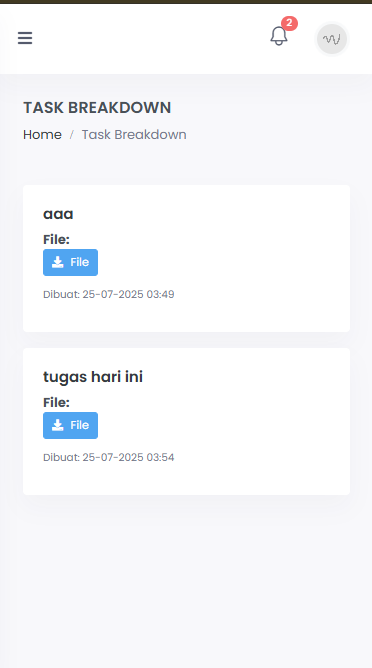 2
TASK BREAKDOWN
Home / Task Breakdown
aaa
File:
File
Dibuat: 25-07-2025 03:49
tugas hari ini
File:
File
Dibuat: 25-07-2025 03:54